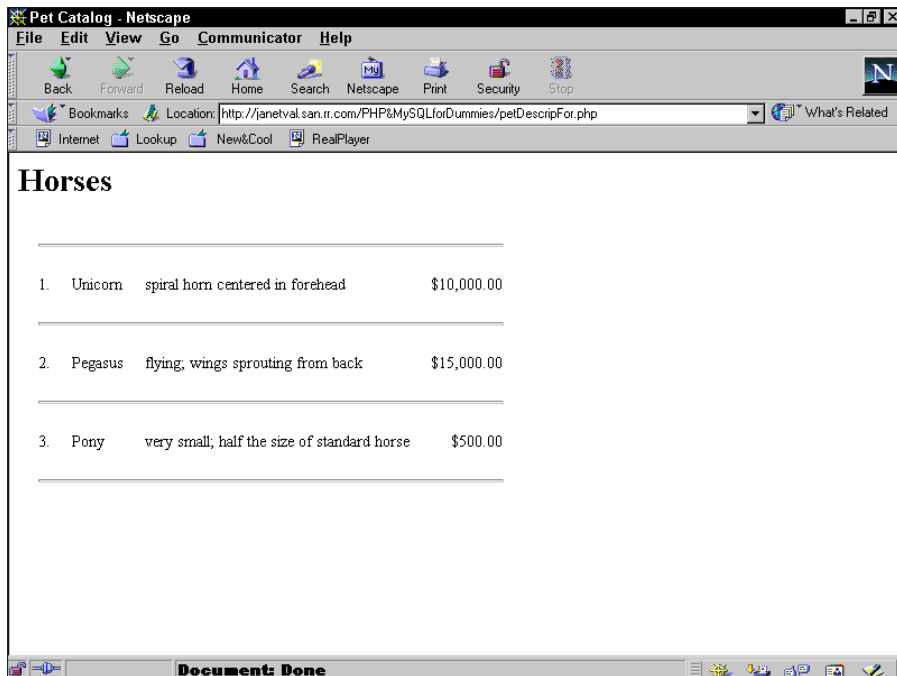 Pet Catalog - Netscape
File Edit View Go Communicator Help
Back Forward Reload Home Search Netscape Print Security Stop
My
N
Bookmarks Location: http://janetval.san.rr.com/PHP&MySQLforDummies/petDescripFor.php What's Related
Internet Lookup New&Cool RealPlayer
Horses
1. Unicorn spiral horn centered in forehead $10,000.00
2. Pegasus flying; wings sprouting from back $15,000.00
3. Pony very small; half the size of standard horse $500.00
Document: Done